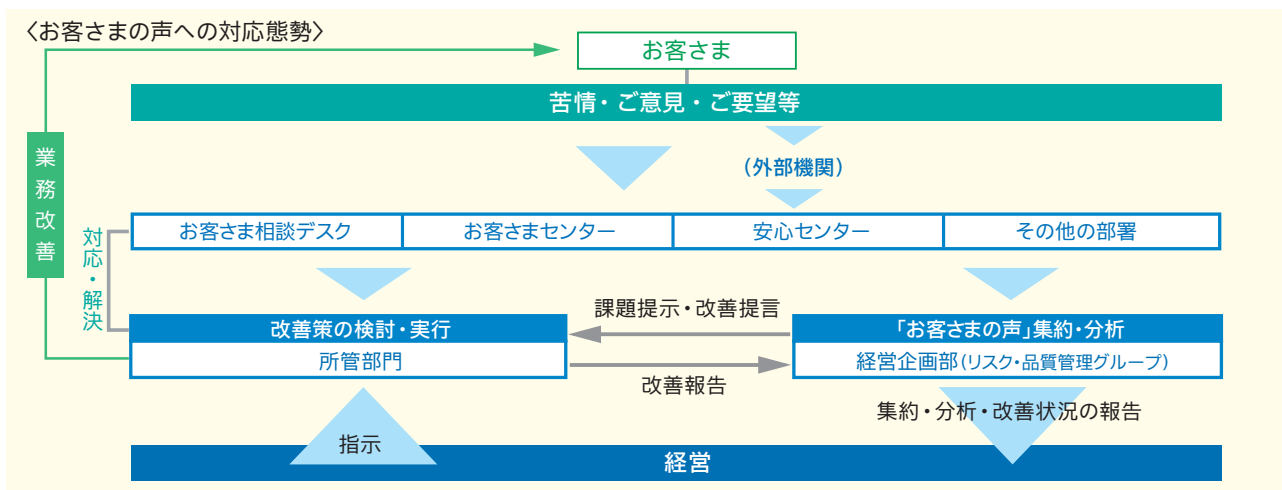 〈お客さまの声への対応態勢〉
お客さま
苦情・ご意見・ご要望等
（外部機関）
業務改善
お客さま相談デスク
お客さまセンター
安心センター
その他の部署
対応・解決
課題提示・改善提言
改善策の検討・実行
「お客さまの声」集約・分析
所管部門
経営企画部（リスク・品質管理グループ）
改善報告
集約・分析・改善状況の報告
指示
経営